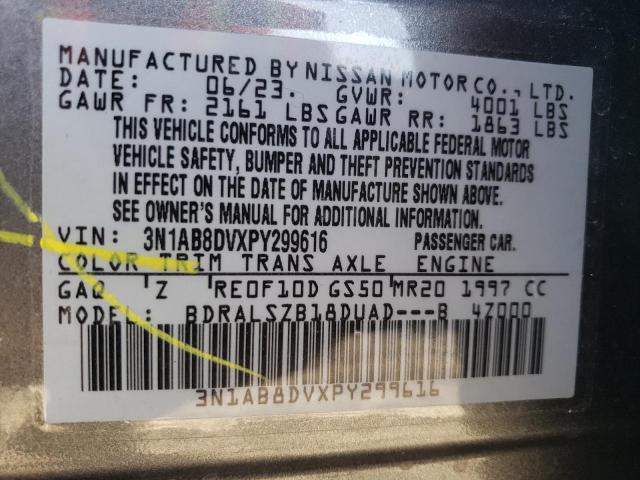 MANUFACTURED BY NISSAN MOTOR CO., LTD.
DATE: 06/23. GVWR: 4001 LBS
GAWR FR: 2161 LBS GAWR RR: 1863 LBS
THIS VEHICLE CONFORMS TO ALL APPLICABLE FEDERAL MOTOR
VEHICLE SAFETY, BUMPER AND THEFT PREVENTION STANDARDS
IN EFFECT ON THE DATE OF MANUFACTURE SHOWN ABOVE.
SEE OWNER'S MANUAL FOR ADDITIONAL INFORMATION.
VIN: 3N1AB8DVXPY299616 PASSENGER CAR.
COLOR TRIM TRANS AXLE ENGINE
GAQ Z RE0F10D GS50 MR20 1997 CC
MODEL: BDRALSZB18DUAD---B 4Z000
3N1AB8DVXPY299616